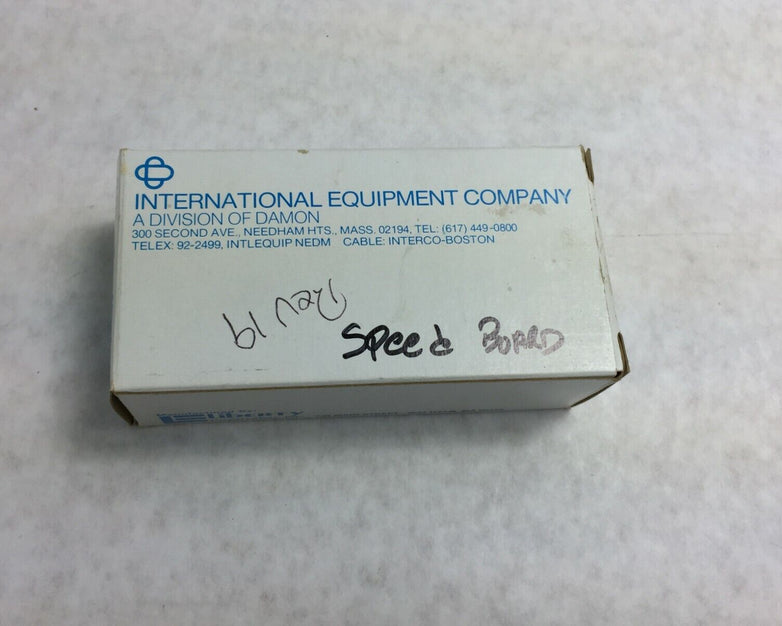 INTERNATIONAL EQUIPMENT COMPANY
A DIVISION OF DAMON
300 SECOND AVE., NEEDHAM HTS., MASS. 02194, TEL: (617) 449-0800
TELEX: 92-2499, INTLEQUIP NEDM CABLE: INTERCO-BOSTON
Rev 19
Speed BOARD
Liberty